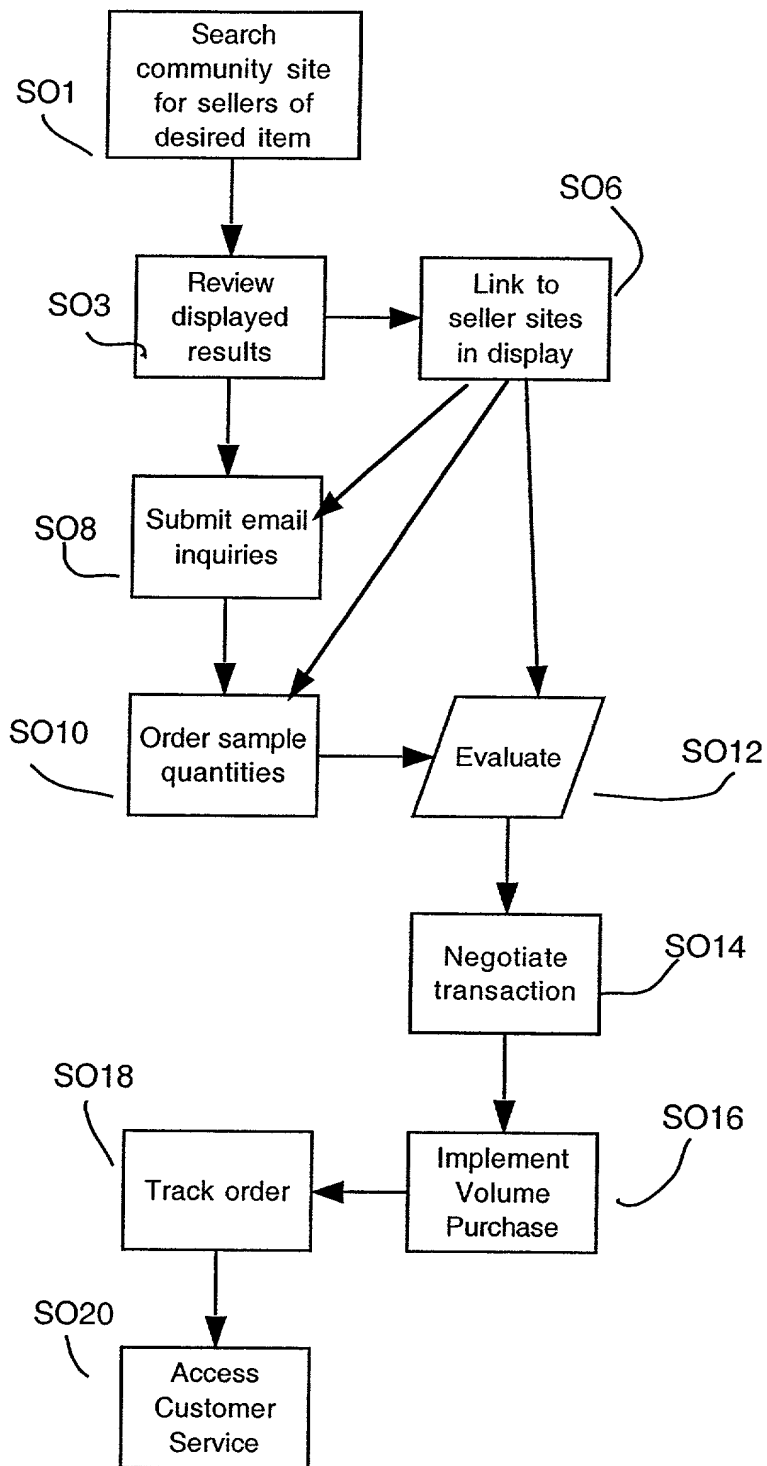 Search
community site
for sellers of
desired item
SO1
SO6
Review
displayed
results
SO3
Link to
seller sites
in display
Submit email
inquiries
SO8
Order sample
quantities
SO10
Evaluate
SO12
Negotiate
transaction
SO14
SO18
Track order
Implement
Volume
Purchase
SO16
SO20
Access
Customer
Service